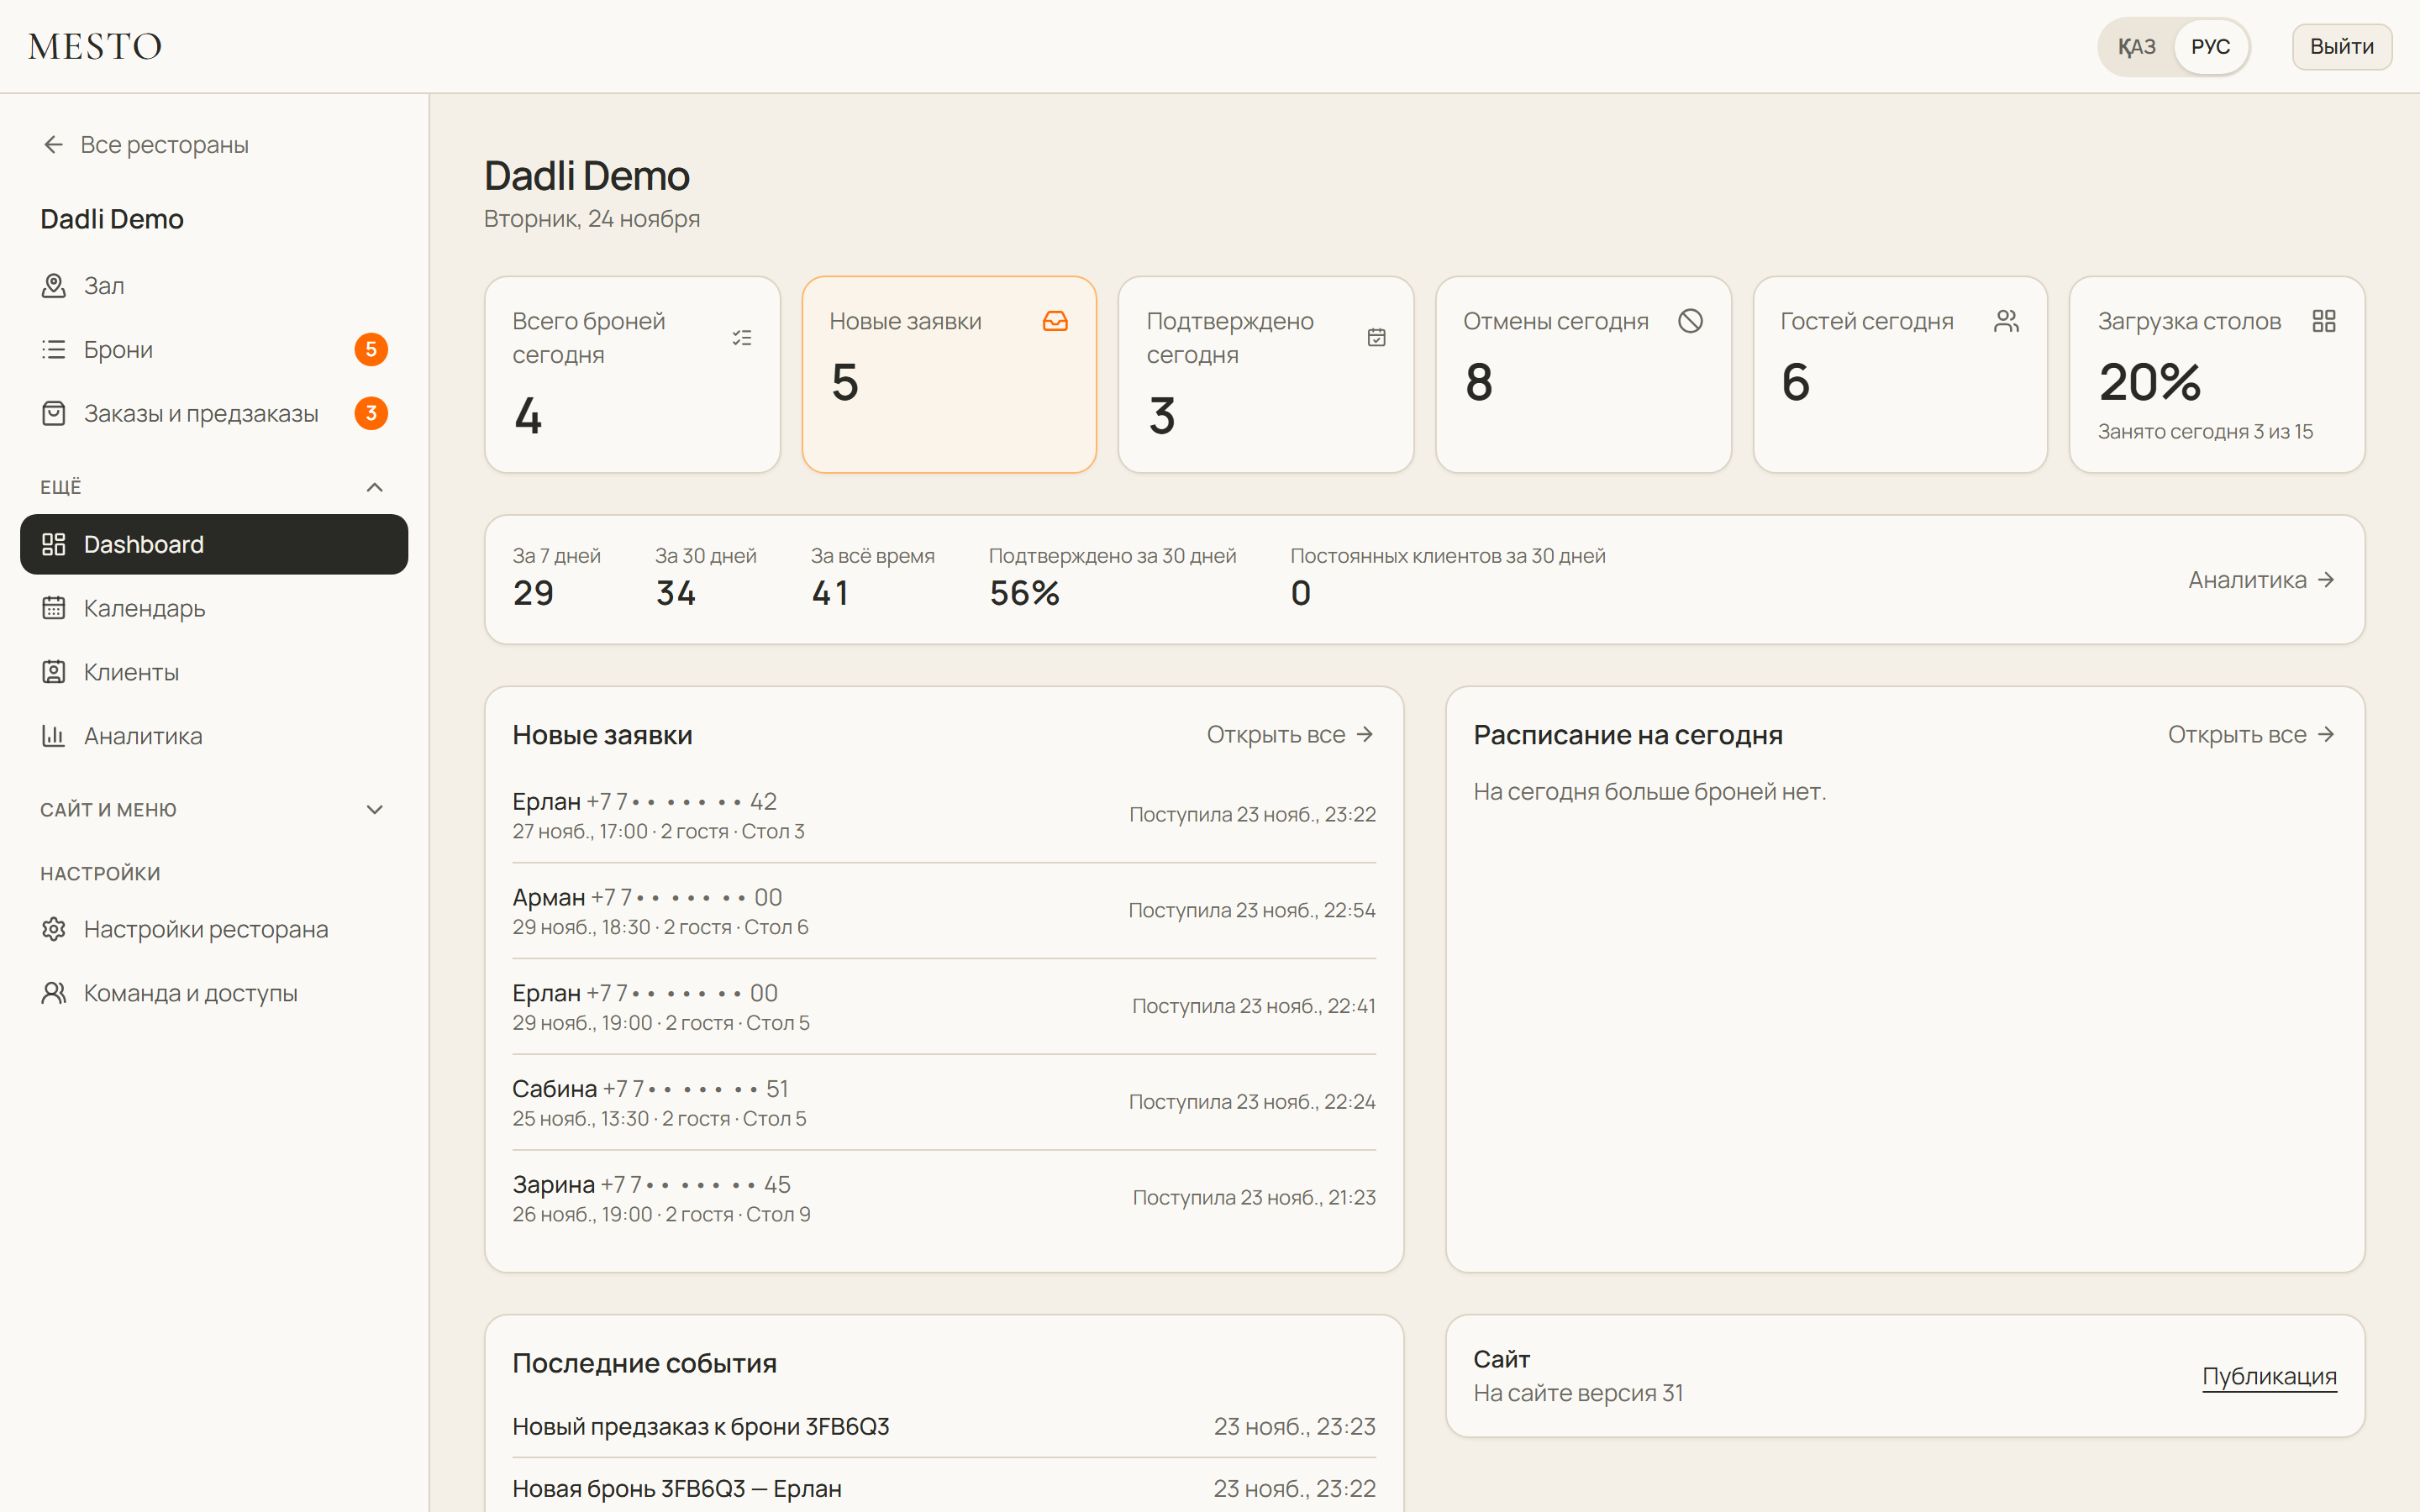 MESTO
ҚАЗ
РУС
Выйти
Все рестораны
Dadli Demo
Зал
Брони
5
Заказы и предзаказы
3
ЕЩЁ
Dashboard
Календарь
Клиенты
Аналитика
САЙТ И МЕНЮ
НАСТРОЙКИ
Настройки ресторана
Команда и доступы
Dadli Demo
Вторник, 24 ноября
Всего броней
сегодня
4
Новые заявки
5
Подтверждено
сегодня
3
Отмены сегодня
8
Гостей сегодня
6
Загрузка столов
20%
Занято сегодня 3 из 15
За 7 дней
29
За 30 дней
34
За всё время
41
Подтверждено за 30 дней
56%
Постоянных клиентов за 30 дней
0
Аналитика →
Новые заявки
Открыть все →
Ерлан +7 7•• ••• •• 42
27 нояб., 17:00 · 2 гостя · Стол 3
Поступила 23 нояб., 23:22
Арман +7 7•• ••• •• 00
29 нояб., 18:30 · 2 гостя · Стол 6
Поступила 23 нояб., 22:54
Ерлан +7 7•• ••• •• 00
29 нояб., 19:00 · 2 гостя · Стол 5
Поступила 23 нояб., 22:41
Сабина +7 7•• ••• •• 51
25 нояб., 13:30 · 2 гостя · Стол 5
Поступила 23 нояб., 22:24
Зарина +7 7•• ••• •• 45
26 нояб., 19:00 · 2 гостя · Стол 9
Поступила 23 нояб., 21:23
Расписание на сегодня
Открыть все →
На сегодня больше броней нет.
Последние события
Новый предзаказ к брони 3FB6Q3
23 нояб., 23:23
Новая бронь 3FB6Q3 — Ерлан
23 нояб., 23:22
Сайт
На сайте версия 31
Публикация